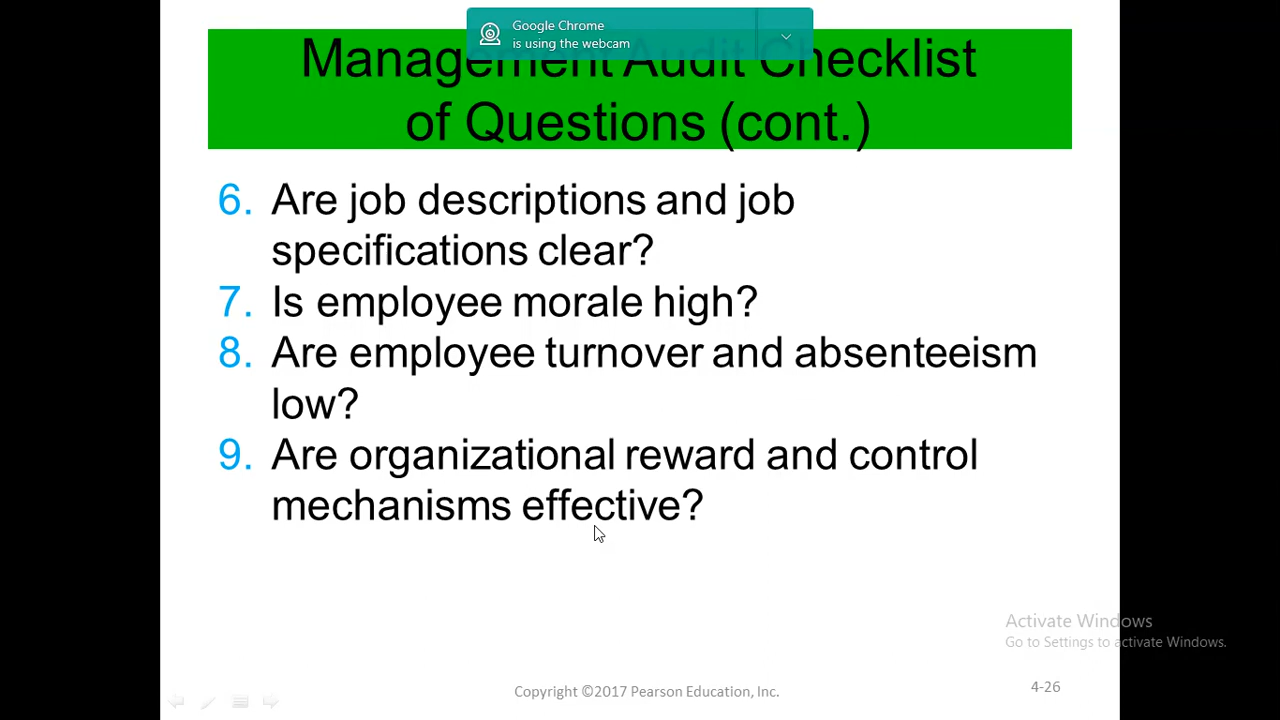 Google Chrome
is using the webcam
Management Audit Checklist
of Questions (cont.)
6. Are job descriptions and job
specifications clear?
7. Is employee morale high?
8. Are employee turnover and absenteeism
low?
9. Are organizational reward and control
mechanisms effective?
Activate Windows
Go to Settings to activate Windows.
Copyright ©2017 Pearson Education, Inc.
4-26